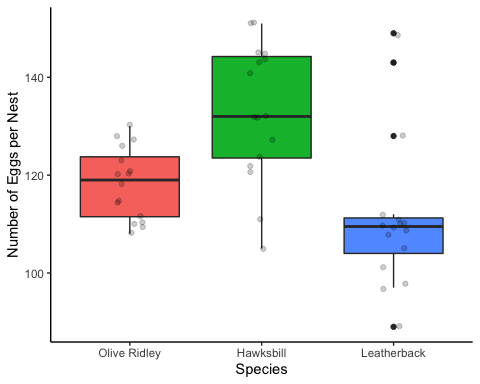 Number of Eggs per Nest
140
120
100
Olive Ridley
Hawksbill
Leatherback
Species